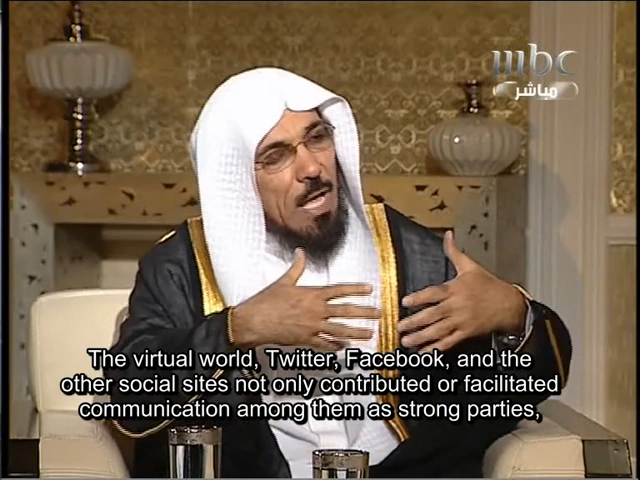 mbc
مباشر
The virtual world, Twitter, Facebook, and the
other social sites not only contributed or facilitated
communication among them as strong parties,